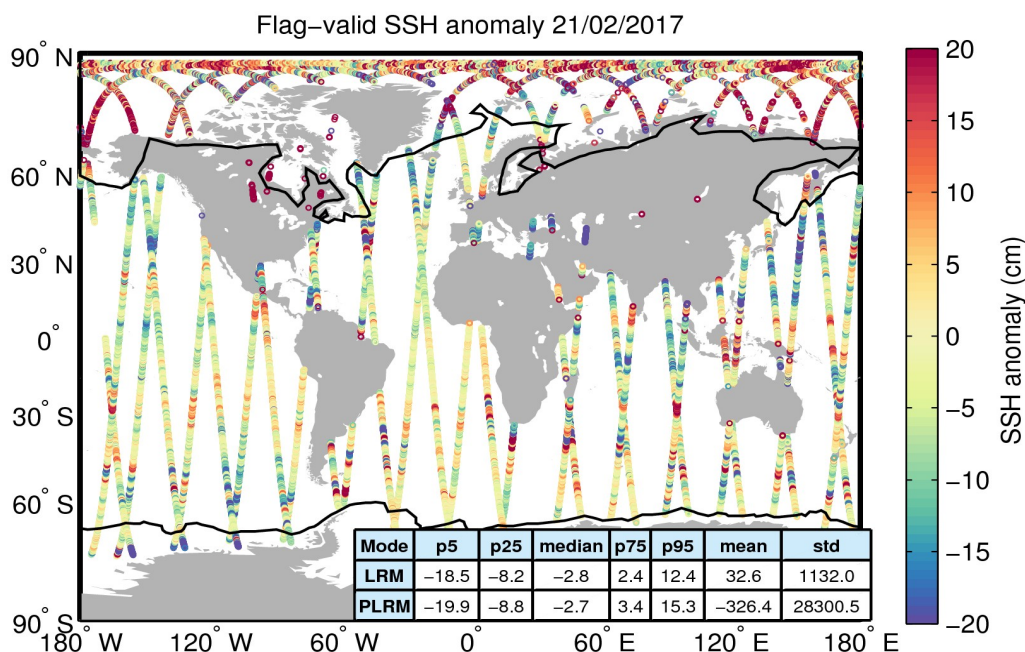 Flag−valid SSH anomaly 21/02/2017
90° N
60° N
30° N
0°
30° S
60° S
90° S
180° W
120° W
60° W
0°
60° E
120° E
180° E
Mode p5 p25 median p75 p95 mean std
LRM −18.5 −8.2 −2.8 2.4 12.4 32.6 1132.0
PLRM −19.9 −8.8 −2.7 3.4 15.3 −326.4 28300.5
20
15
10
5
0
−5
−10
−15
−20
SSH anomaly (cm)